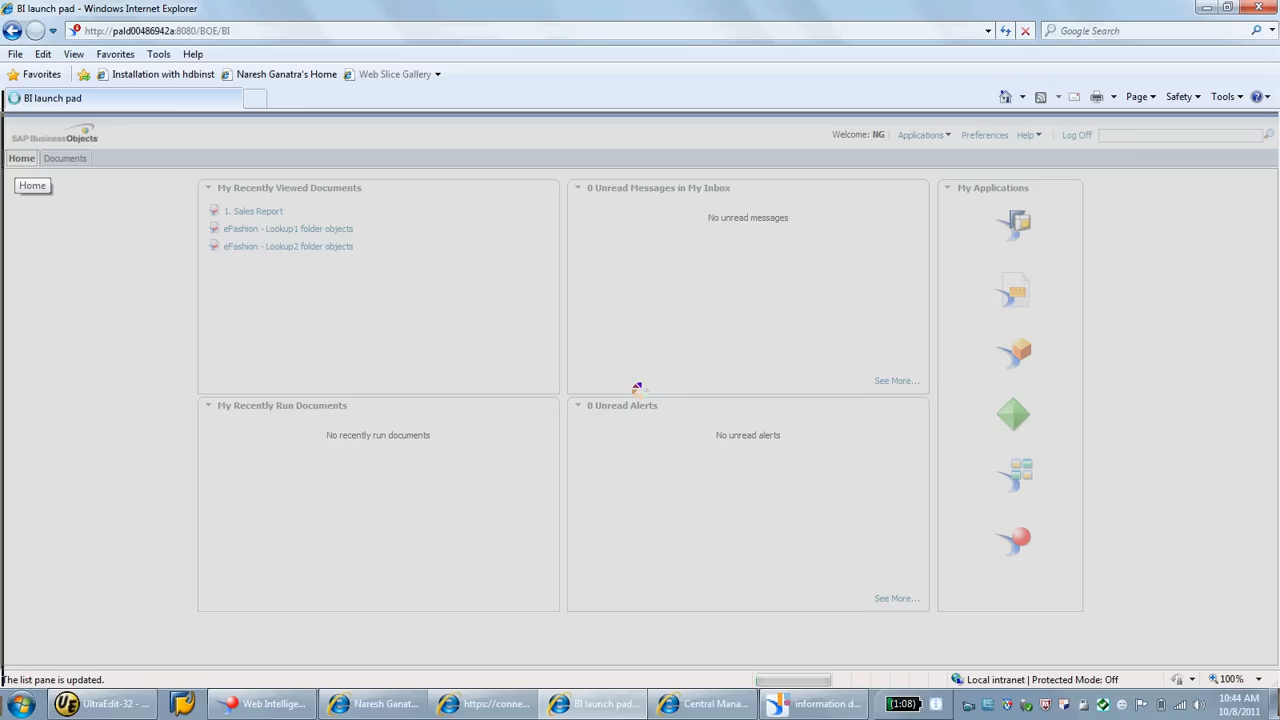 BI launch pad - Windows Internet Explorer
http://pald00486942a:8080/BOE/BI
Google Search
File Edit View Favorites Tools Help
Favorites Installation with hdbinst Naresh Ganatra's Home Web Slice Gallery
BI launch pad
Page Safety Tools
SAP BusinessObjects
Welcome: NG Applications Preferences Help Log Off
Home Documents
Home
My Recently Viewed Documents
1. Sales Report
eFashion - Lookup1 folder objects
eFashion - Lookup2 folder objects
0 Unread Messages in My Inbox
No unread messages
See More...
My Applications
My Recently Run Documents
No recently run documents
0 Unread Alerts
No unread alerts
See More...
The list pane is updated.
Local intranet | Protected Mode: Off
100%
UE UltraEdit-32 - ...
Web Intellige...
Naresh Ganat...
https://conne...
BI launch pad...
Central Mana...
information d...
(1:08)
10:44 AM
10/8/2011